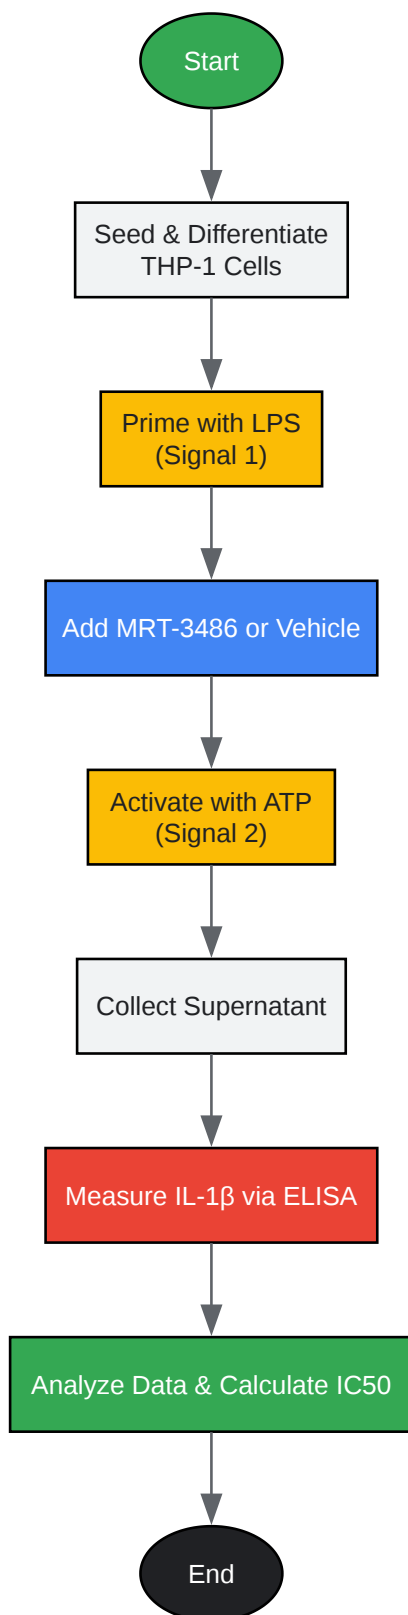 Start
Seed & Differentiate
THP-1 Cells
Prime with LPS
(Signal 1)
Add MRT-3486 or Vehicle
Activate with ATP
(Signal 2)
Collect Supernatant
Measure IL-1β via ELISA
Analyze Data & Calculate IC50
End